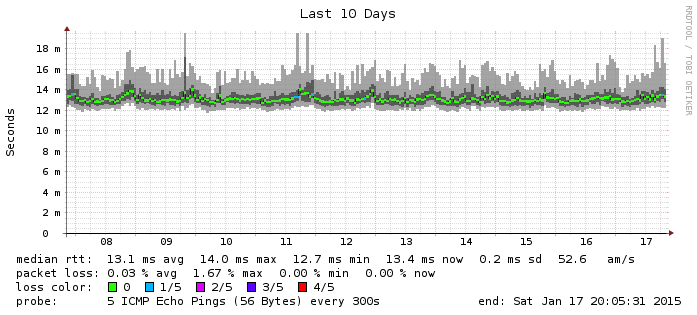 Last 10 Days
RRDTOOL / TOBI OETIKER
Seconds
18 m
16 m
14 m
12 m
10 m
8 m
6 m
4 m
2 m
0
08 09 10 11 12 13 14 15 16 17
median rtt: 13.1 ms avg 14.0 ms max 12.7 ms min 13.4 ms now 0.2 ms sd 52.6 am/s
packet loss: 0.03 % avg 1.67 % max 0.00 % min 0.00 % now
loss color: 0 1/5 2/5 3/5 4/5
probe: 5 ICMP Echo Pings (56 Bytes) every 300s end: Sat Jan 17 20:05:31 2015